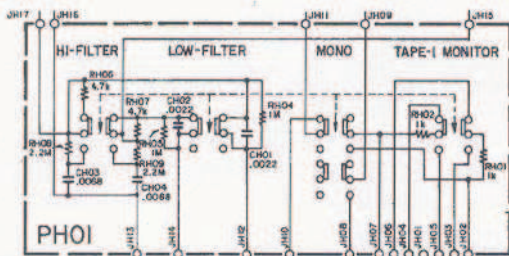 JH17 JH16 JH11 JH09 JH15
HI-FILTER LOW-FILTER MONO TAPE-1 MONITOR
RH06
4.7k
RH07
4.7k
CH02
.0022
RH04
1M
RH02
1k
RH08
2.2M
RH05
1M
RH09
2.2M
CH01
.0022
RH01
1k
CH03
.0068
CH04
.0068
PH01
JH13
JH14
JH12
JH10
JH08
JH07
JH06
JH04
JH01
JH05
JH03
JH02